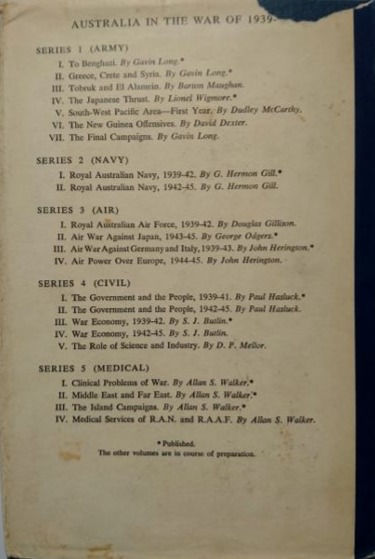 AUSTRALIA IN THE WAR OF 1939-
SERIES 1 (ARMY)
I. To Benghazi. By Gavin Long.*
II. Greece, Crete and Syria. By Gavin Long.*
III. Tobruk and El Alamein. By Barton Maughan.
IV. The Japanese Thrust. By Lionel Wigmore.*
V. South-West Pacific Area—First Year. By Dudley McCarthy.
VI. The New Guinea Offensives. By David Dexter.
VII. The Final Campaigns. By Gavin Long.
SERIES 2 (NAVY)
I. Royal Australian Navy, 1939-42. By G. Hermon Gill.*
II. Royal Australian Navy, 1942-45. By G. Hermon Gill.
SERIES 3 (AIR)
I. Royal Australian Air Force, 1939-42. By Douglas Gillison.
II. Air War Against Japan, 1943-45. By George Odgers.*
III. Air War Against Germany and Italy, 1939-43. By John Herington.*
IV. Air Power Over Europe, 1944-45. By John Herington.
SERIES 4 (CIVIL)
I. The Government and the People, 1939-41. By Paul Hasluck.*
II. The Government and the People, 1942-45. By Paul Hasluck.
III. War Economy, 1939-42. By S. J. Butlin.*
IV. War Economy, 1942-45. By S. J. Butlin.
V. The Role of Science and Industry. By D. P. Mellor.
SERIES 5 (MEDICAL)
I. Clinical Problems of War. By Allan S. Walker.*
II. Middle East and Far East. By Allan S. Walker.*
III. The Island Campaigns. By Allan S. Walker.*
IV. Medical Services of R.A.N. and R.A.A.F. By Allan S. Walker.
* Published.
The other volumes are in course of preparation.